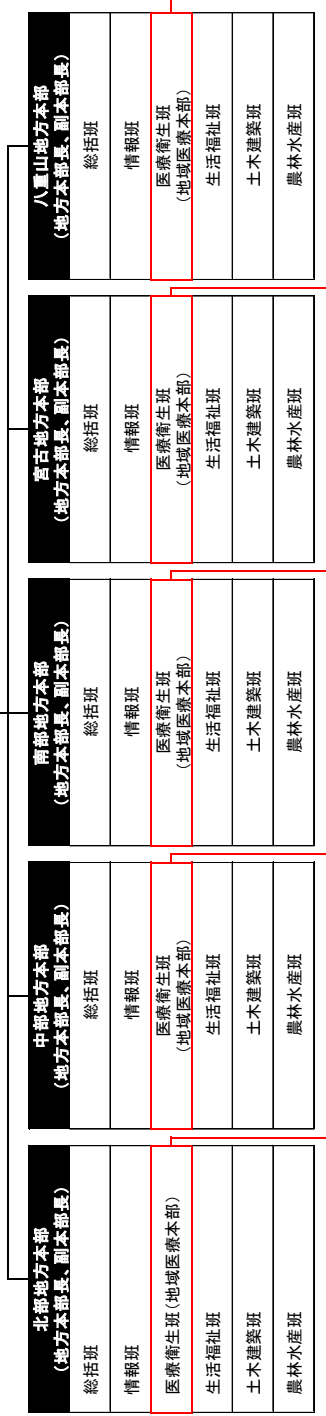 北部地方本部
(地方本部長、副本部長)
総括班
情報班
医療衛生班(地域医療本部)
生活福祉班
土木建築班
農林水産班
中部地方本部
(地方本部長、副本部長)
総括班
情報班
医療衛生班
(地域医療本部)
生活福祉班
土木建築班
農林水産班
南部地方本部
(地方本部長、副本部長)
総括班
情報班
医療衛生班
(地域医療本部)
生活福祉班
土木建築班
農林水産班
宮古地方本部
(地方本部長、副本部長)
総括班
情報班
医療衛生班
(地域医療本部)
生活福祉班
土木建築班
農林水産班
八重山地方本部
(地方本部長、副本部長)
総括班
情報班
医療衛生班
(地域医療本部)
生活福祉班
土木建築班
農林水産班